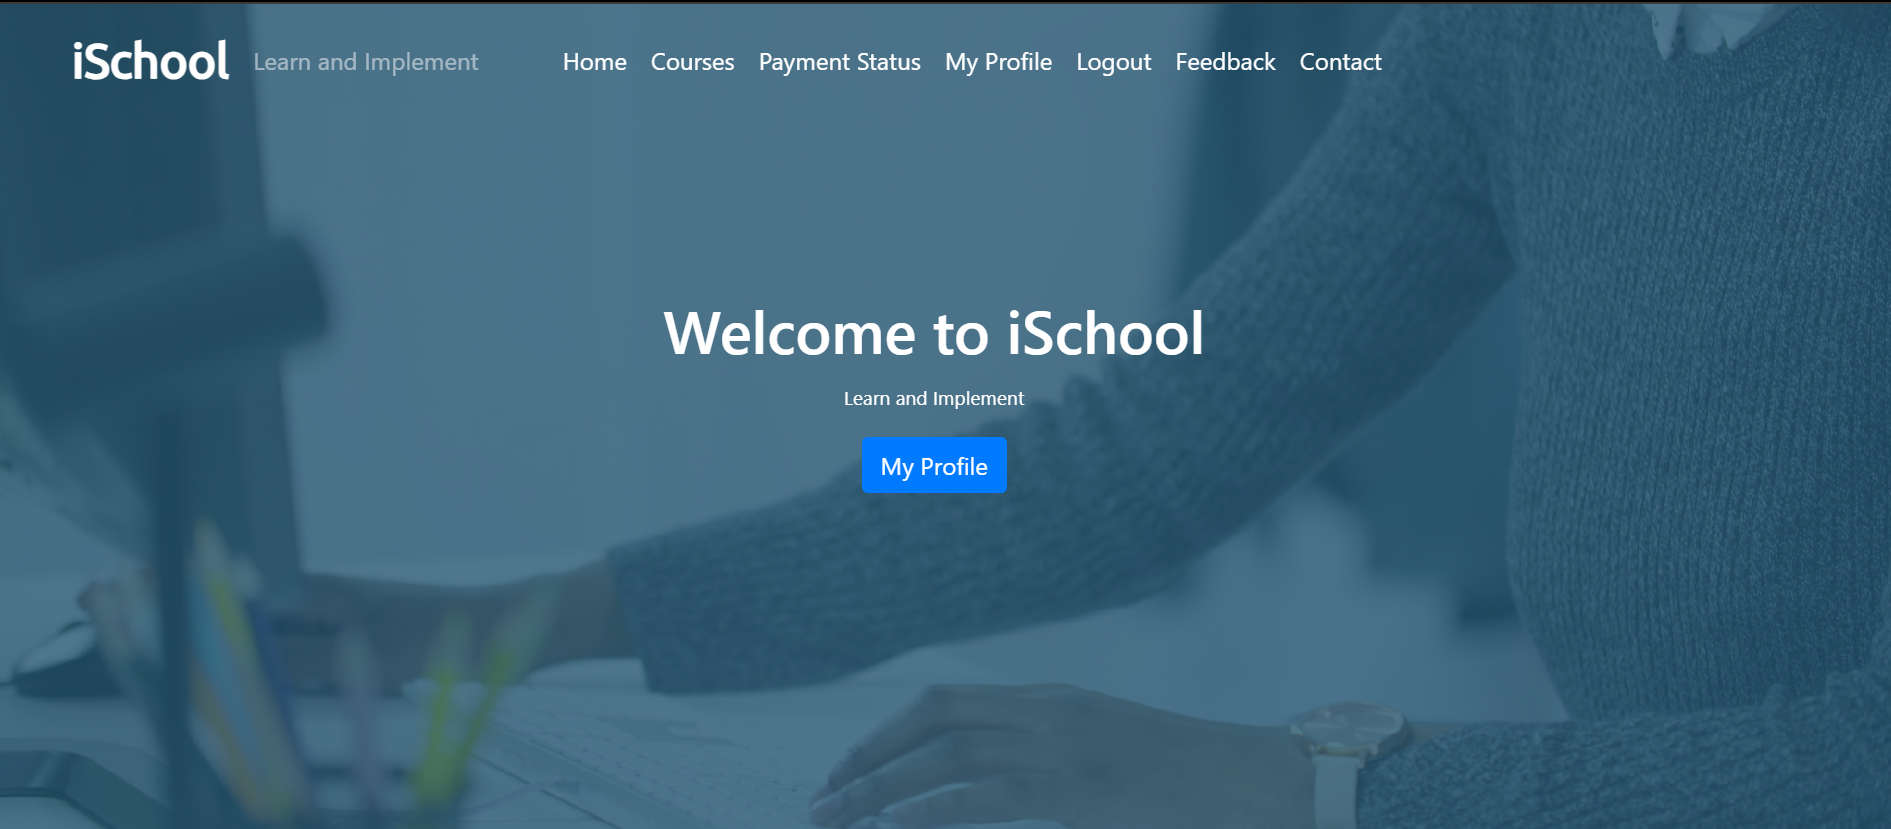 iSchool Learn and Implement Home Courses Payment Status My Profile Logout Feedback Contact
Welcome to iSchool
Learn and Implement
My Profile